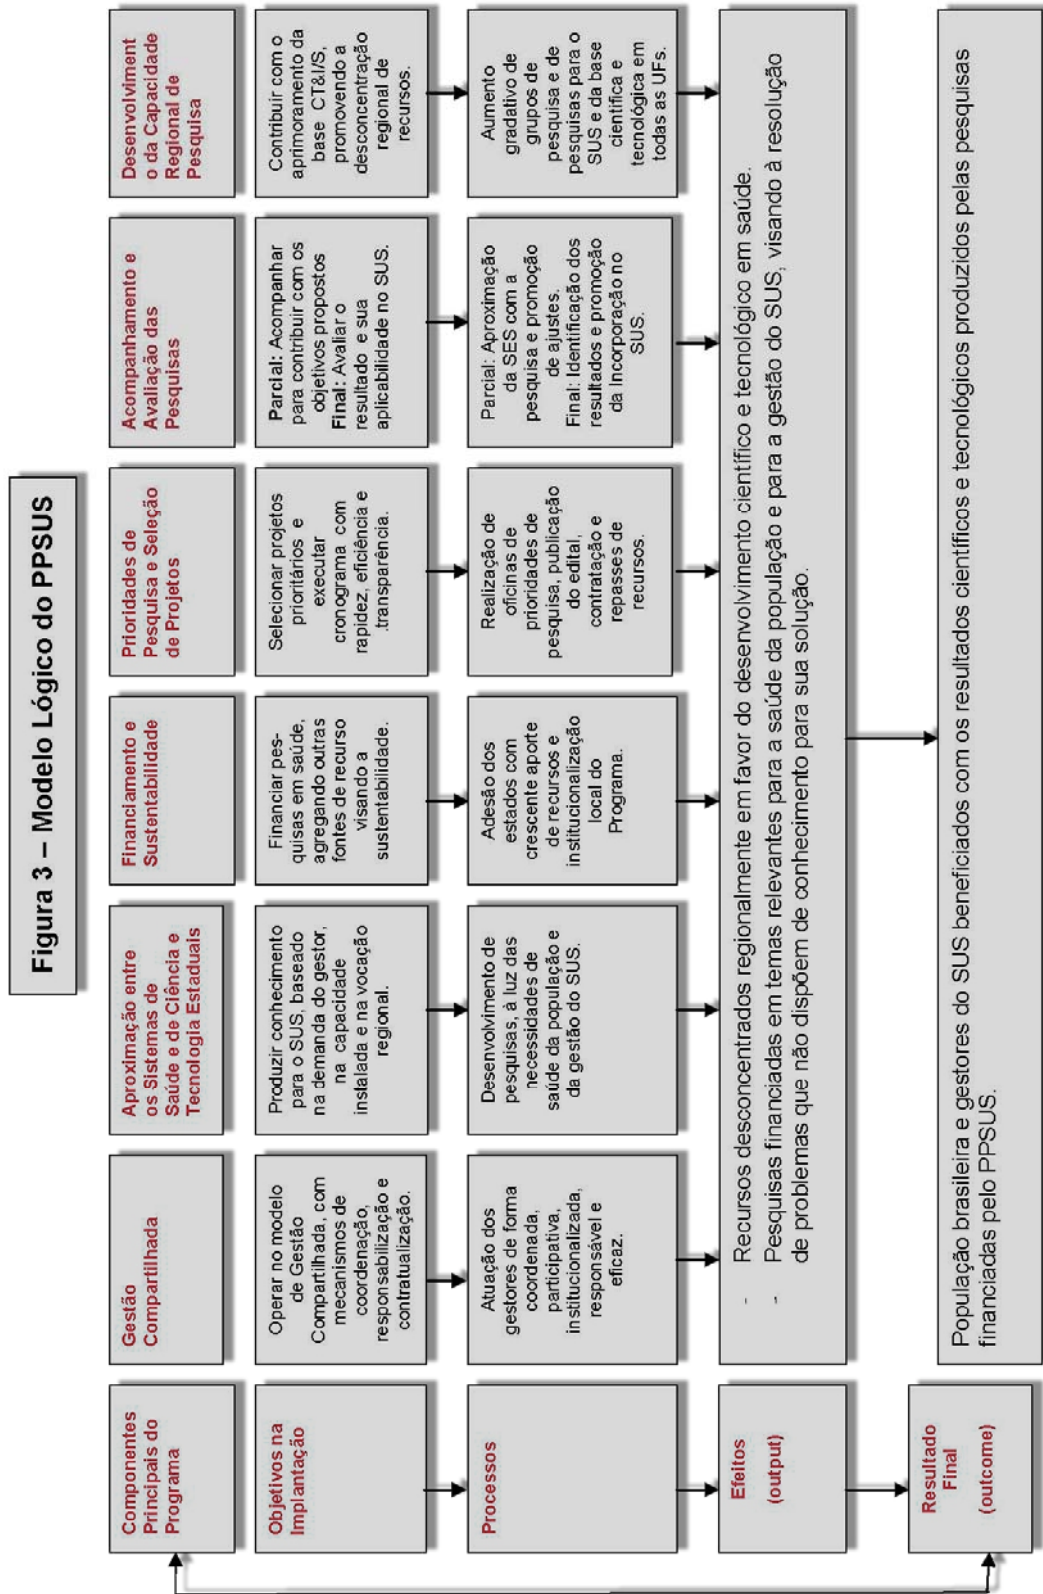 Figura 3 – Modelo Lógico do PPSUS
Componentes
Principais do
Programa
Gestão
Compartilhada
Aproximação entre
os Sistemas de
Saúde e de Ciência e
Tecnologia Estaduais
Financiamento e
Sustentabilidade
Prioridades de
Pesquisa e Seleção
de Projetos
Acompanhamento e
Avaliação das
Pesquisas
Desenvolviment
o da Capacidade
Regional de
Pesquisa
Objetivos na
Implantação
Operar no modelo
de Gestão
Compartilhada, com
mecanismos de
coordenação,
responsabilização e
contratualização.
Produzir conhecimento
para o SUS, baseado
na demanda do gestor,
na capacidade
instalada e na vocação
regional.
Financiar pes-
quisas em saúde,
agregando outras
fontes de recurso
visando a
sustentabilidade.
Selecionar projetos
prioritários e
executar
cronograma com
rapidez, eficiência e
.transparência.
Parcial: Acompanhar
para contribuir com os
objetivos propostos
Final: Avaliar o
resultado e sua
aplicabilidade no SUS.
Contribuir com o
aprimoramento da
base CT&I/S,
promovendo a
desconcentração
regional de
recursos.
Processos
Atuação dos
gestores de forma
coordenada,
participativa,
institucionalizada,
responsável e
eficaz.
Desenvolvimento de
pesquisas, à luz das
necessidades de
saúde da população e
da gestão do SUS.
Adesão dos
estados com
crescente aporte
de recursos e
institucionalização
local do
Programa.
Realização de
oficinas de
prioridades de
pesquisa, publicação
do edital,
contratação e
repasses de
recursos.
Parcial: Aproximação
da SES com a
pesquisa e promoção
de ajustes.
Final: Identificação dos
resultados e promoção
da Incorporação no
SUS.
Aumento
gradativo de
grupos de
pesquisa e de
pesquisas para o
SUS e da base
científica e
tecnológica em
todas as UFs.
Efeitos
(output)
- Recursos desconcentrados regionalmente em favor do desenvolvimento científico e tecnológico em saúde.
- Pesquisas financiadas em temas relevantes para a saúde da população e para a gestão do SUS, visando à resolução
de problemas que não dispõem de conhecimento para sua solução.
Resultado
Final
(outcome)
População brasileira e gestores do SUS beneficiados com os resultados científicos e tecnológicos produzidos pelas pesquisas
financiadas pelo PPSUS.